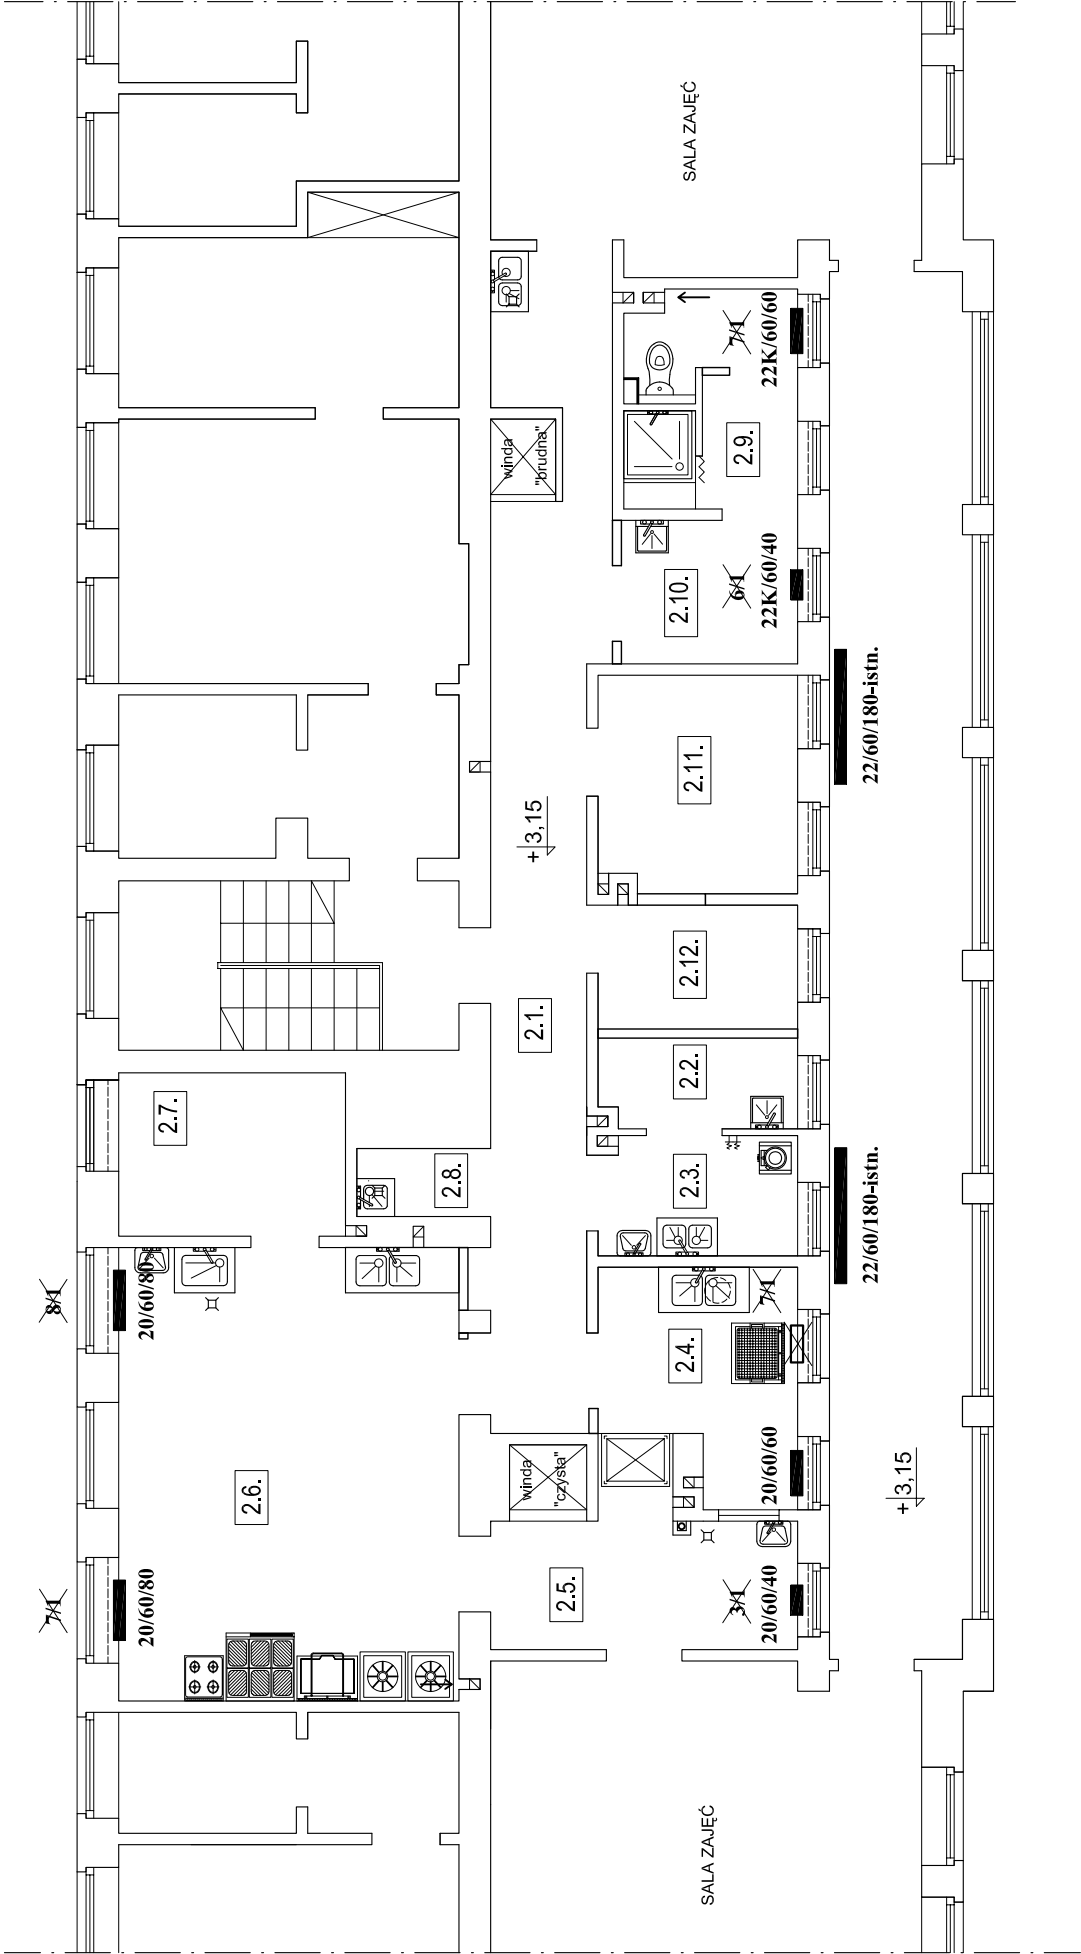 8/1
20/60/80
7/1
20/60/80
2.7.
2.8.
2.6.
2.1.
+3,15
winda
"brudna"
winda
"czysta"
2.5.
SALA ZAJĘĆ
SALA ZAJĘĆ
7/1
22K/60/60
2.9.
2.10.
6/1
22K/60/40
2.11.
22/60/180-istn.
2.12.
2.2.
2.3.
22/60/180-istn.
7/1
2.4.
20/60/60
3/1
20/60/40
+3,15